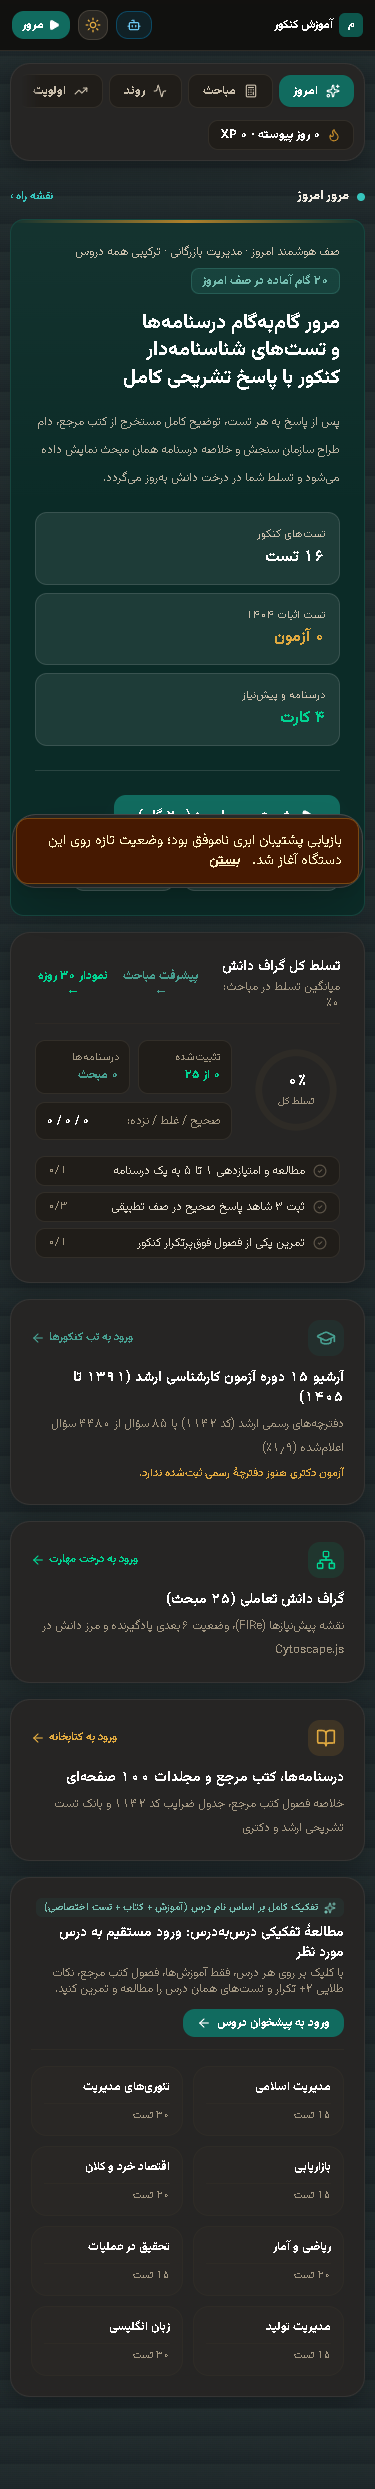 م آموزش کنکور
مرور
امروز
مباحث
روند
اولویت
۰ روز پیوسته · ۰ XP
مرور امروز
نقشه راه ›
صف هوشمند امروز · مدیریت بازرگانی · ترکیبی همه دروس
۲۰ گام آماده در صف امروز
مرور گام‌به‌گام درسنامه‌ها
و تست‌های شناسنامه‌دار
کنکور با پاسخ تشریحی کامل
پس از پاسخ به هر تست، توضیح کامل مستخرج از کتب مرجع، دام
طراح سازمان سنجش و خلاصه درسنامه همان مبحث نمایش داده
می‌شود و تسلط شما در درخت دانش به‌روز می‌گردد.
تست‌های کنکور
۱۶ تست
تست اثبات ۱۴۰۴
۰ آزمون
درسنامه و پیش‌نیاز
۴ کارت
بازیابی پشتیبان ابری ناموفق بود؛ وضعیت تازه روی این
دستگاه آغاز شد. بستن
تسلط کل گراف دانش
میانگین تسلط در مباحث:
۰٪
پیشرفت مباحث
←
نمودار ۳۰ روزه
←
۰٪
تسلط کل
تثبیت‌شده
۰ از ۲۵
درسنامه‌ها
۰ مبحث
صحیح / غلط / نزده:
۰ / ۰ / ۰
مطالعه و امتیازدهی ۱ تا ۵ به یک درسنامه
۰/۱
ثبت ۳ شاهد پاسخ صحیح در صف تطبیقی
۰/۳
تمرین یکی از فصول فوق‌پرتکرار کنکور
۰/۱
ورود به تب کنکورها ←
آرشیو ۱۵ دوره آزمون کارشناسی ارشد (۱۳۹۱ تا
۱۴۰۵)
دفترچه‌های رسمی ارشد (کد ۱۱۴۲) با ۸۵ سؤال از ۴۴۸۰ سؤال
اعلام‌شده (۱٫۹٪)
آزمون دکتری هنوز دفترچهٔ رسمی ثبت‌شده ندارد.
ورود به درخت مهارت ←
گراف دانش تعاملی (۲۵ مبحث)
نقشه پیش‌نیازها (FIRe)، وضعیت ۶بعدی یادگیرنده و مرز دانش در
Cytoscape.js
ورود به کتابخانه ←
درسنامه‌ها، کتب مرجع و مجلدات ۱۰۰ صفحه‌ای
خلاصه فصول کتب مرجع، جدول ضرایب کد ۱۱۴۲ و بانک تست
تشریحی ارشد و دکتری
تفکیک کامل بر اساس نام درس (آموزش + کتاب + تست اختصاصی)
مطالعهٔ تفکیکی درس‌به‌درس: ورود مستقیم به درس
مورد نظر
با کلیک بر روی هر درس، فقط آموزش‌ها، فصول کتب مرجع، نکات
طلایی ۲+ تکرار و تست‌های همان درس را مطالعه و تمرین کنید.
ورود به پیشخوان دروس ←
مدیریت اسلامی
۱۵ تست
تئوری‌های مدیریت
۳۰ تست
بازاریابی
۱۵ تست
اقتصاد خرد و کلان
۲۰ تست
ریاضی و آمار
۲۰ تست
تحقیق در عملیات
۱۵ تست
مدیریت تولید
۱۵ تست
زبان انگلیسی
۳۰ تست